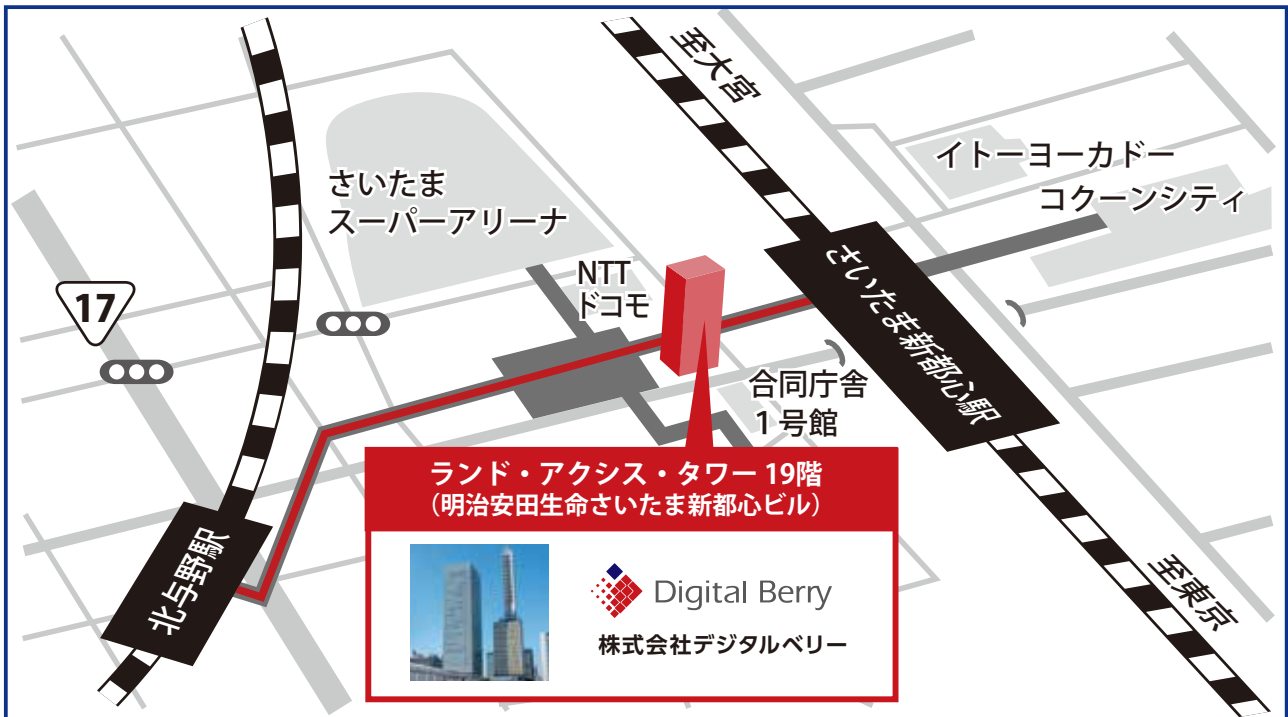 至大宮
イトーヨーカドー
コクーンシティ
さいたま
スーパーアリーナ
NTT
ドコモ
17
さいたま新都心駅
合同庁舎
1号館
ランド・アクシス・タワー 19階
(明治安田生命さいたま新都心ビル)
北与野駅
Digital Berry
株式会社デジタルベリー
至東京